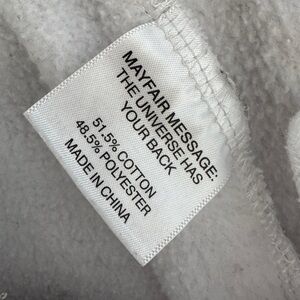 MAYFAIR MESSAGE:
THE UNIVERSE HAS
YOUR BACK
51.5% COTTON
48.5% POLYESTER
MADE IN CHINA